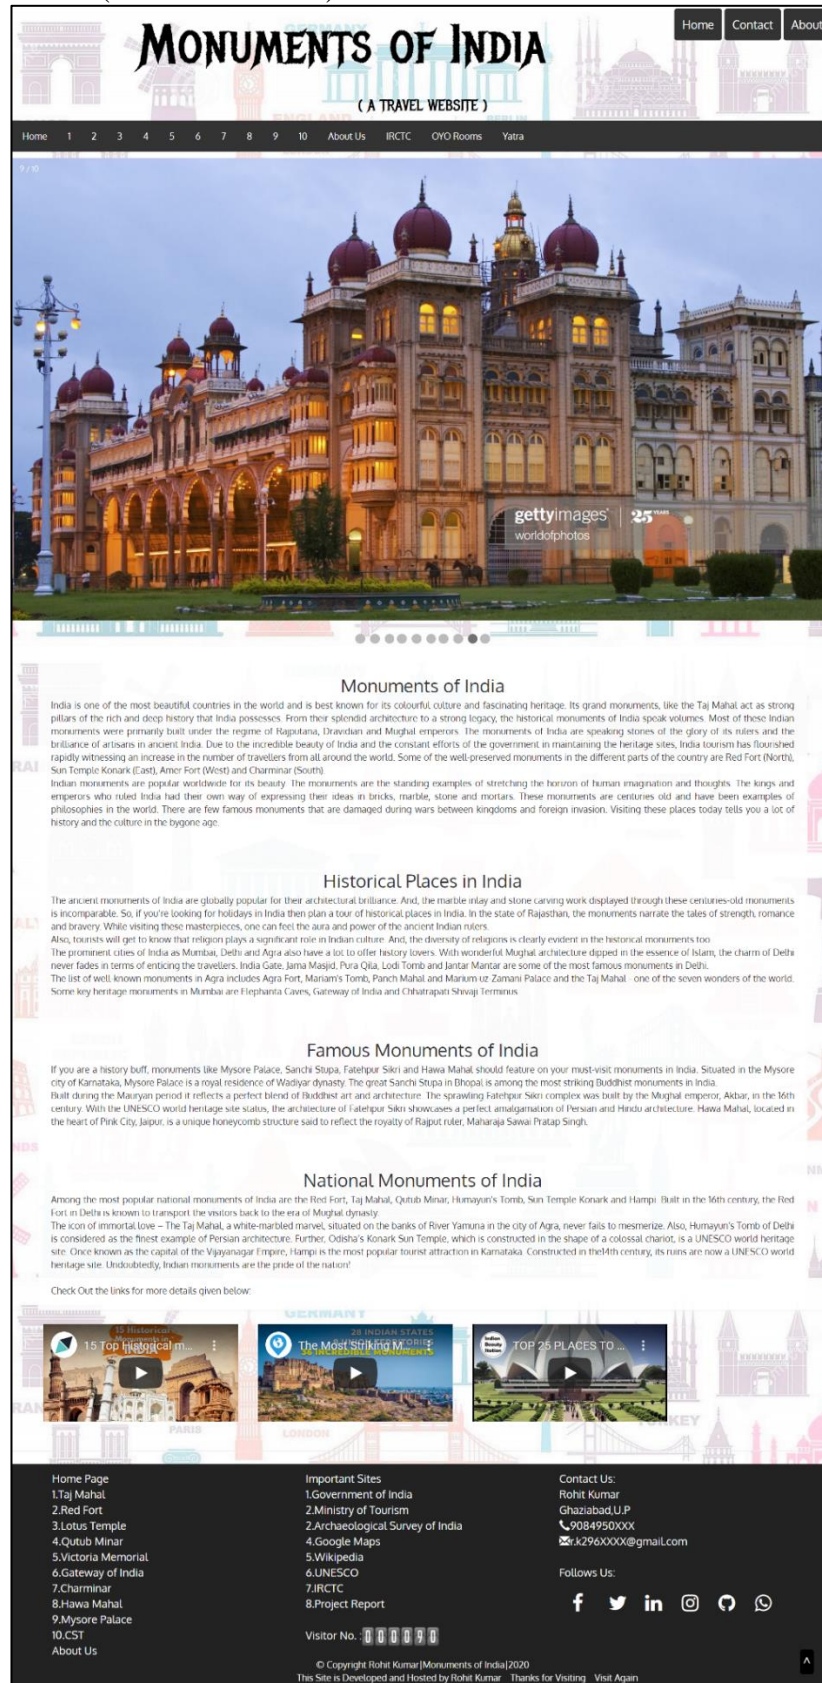 Home Contact About
MONUMENTS OF INDIA
( A TRAVEL WEBSITE )
Home 1 2 3 4 5 6 7 8 9 10 About Us IRCTC OYO Rooms Yatra
9 / 10
gettyimages® 25 YEARS
worldofphotos
Monuments of India
India is one of the most beautiful countries in the world and is best known for its colourful culture and fascinating heritage. Its grand monuments, like the Taj Mahal act as strong
pillars of the rich and deep history that India possesses. From their splendid architecture to a strong legacy, the historical monuments of India speak volumes. Most of these Indian
monuments were primarily built under the regime of Rajputana, Dravidian and Mughal emperors. The monuments of India are speaking stones of the glory of its rulers and the
brilliance of artisans in ancient India. Due to the incredible beauty of India and the constant efforts of the government in maintaining the heritage sites, India tourism has flourished
rapidly witnessing an increase in the number of travellers from all around the world. Some of the well-preserved monuments in the different parts of the country are Red Fort (North),
Sun Temple Konark (East), Amer Fort (West) and Charminar (South).
Indian monuments are popular worldwide for its beauty. The monuments are the standing examples of stretching the horizon of human imagination and thoughts. The kings and
emperors who ruled India had their own way of expressing their ideas in bricks, marble, stone and mortars. These monuments are centuries old and have been examples of
philosophies in the world. There are few famous monuments that are damaged during wars between kingdoms and foreign invasion. Visiting these places today tells you a lot of
history and the culture in the bygone age.
Historical Places in India
The ancient monuments of India are globally popular for their architectural brilliance. And, the marble inlay and stone carving work displayed through these centuries-old monuments
is incomparable. So, if you're looking for holidays in India then plan a tour of historical places in India. In the state of Rajasthan, the monuments narrate the tales of strength, romance
and bravery. While visiting these masterpieces, one can feel the aura and power of the ancient Indian rulers.
Also, tourists will get to know that religion plays a significant role in Indian culture. And, the diversity of religions is clearly evident in the historical monuments too.
The prominent cities of India as Mumbai, Delhi and Agra also have a lot to offer history lovers. With wonderful Mughal architecture dipped in the essence of Islam, the charm of Delhi
never fades in terms of enticing the travellers. India Gate, Jama Masjid, Pura Qila, Lodi Tomb and Jantar Mantar are some of the most famous monuments in Delhi.
The list of well known monuments in Agra includes Agra Fort, Mariam's Tomb, Panch Mahal and Marium uz Zamani Palace and the Taj Mahal - one of the seven wonders of the world.
Some key heritage monuments in Mumbai are Elephanta Caves, Gateway of India and Chhatrapati Shivaji Terminus.
Famous Monuments of India
If you are a history buff, monuments like Mysore Palace, Sanchi Stupa, Fatehpur Sikri and Hawa Mahal should feature on your must-visit monuments in India. Situated in the Mysore
city of Karnataka, Mysore Palace is a royal residence of Wadiyar dynasty. The great Sanchi Stupa in Bhopal is among the most striking Buddhist monuments in India.
Built during the Mauryan period it reflects a perfect blend of Buddhist art and architecture. The sprawling Fatehpur Sikri complex was built by the Mughal emperor, Akbar, in the 16th
century. With the UNESCO world heritage site status, the architecture of Fatehpur Sikri showcases a perfect amalgamation of Persian and Hindu architecture. Hawa Mahal, located in
the heart of Pink City, Jaipur, is a unique honeycomb structure said to reflect the royalty of Rajput ruler, Maharaja Sawai Pratap Singh.
National Monuments of India
Among the most popular national monuments of India are the Red Fort, Taj Mahal, Qutub Minar, Humayun's Tomb, Sun Temple Konark and Hampi. Built in the 16th century, the Red
Fort in Delhi is known to transport the visitors back to the era of Mughal dynasty.
The icon of immortal love – The Taj Mahal, a white-marbled marvel, situated on the banks of River Yamuna in the city of Agra, never fails to mesmerize. Also, Humayun's Tomb of Delhi
is considered as the finest example of Persian architecture. Further, Odisha's Konark Sun Temple, which is constructed in the shape of a colossal chariot, is a UNESCO world heritage
site. Once known as the capital of the Vijayanagar Empire, Hampi is the most popular tourist attraction in Karnataka. Constructed in the14th century, its ruins are now a UNESCO world
heritage site. Undoubtedly, Indian monuments are the pride of the nation!
Check Out the links for more details given below:
GERMANY
15 Top Historical m...
The Most Striking M...
28 INDIAN STATES
36 INCREDIBLE MONUMENTS
TOP 25 PLACES TO ...
PARIS LONDON
Home Page
1.Taj Mahal
2.Red Fort
3.Lotus Temple
4.Qutub Minar
5.Victoria Memorial
6.Gateway of India
7.Charminar
8.Hawa Mahal
9.Mysore Palace
10.CST
About Us
Important Sites
1.Government of India
2.Ministry of Tourism
2.Archaeological Survey of India
4.Google Maps
5.Wikipedia
6.UNESCO
7.IRCTC
8.Project Report
Visitor No. : 000090
Contact Us:
Rohit Kumar
Ghaziabad,U.P
9084950XXX
r.k296XXXX@gmail.com
Follows Us:
© Copyright Rohit Kumar|Monuments of India|2020
This Site is Developed and Hosted by Rohit Kumar Thanks for Visiting Visit Again